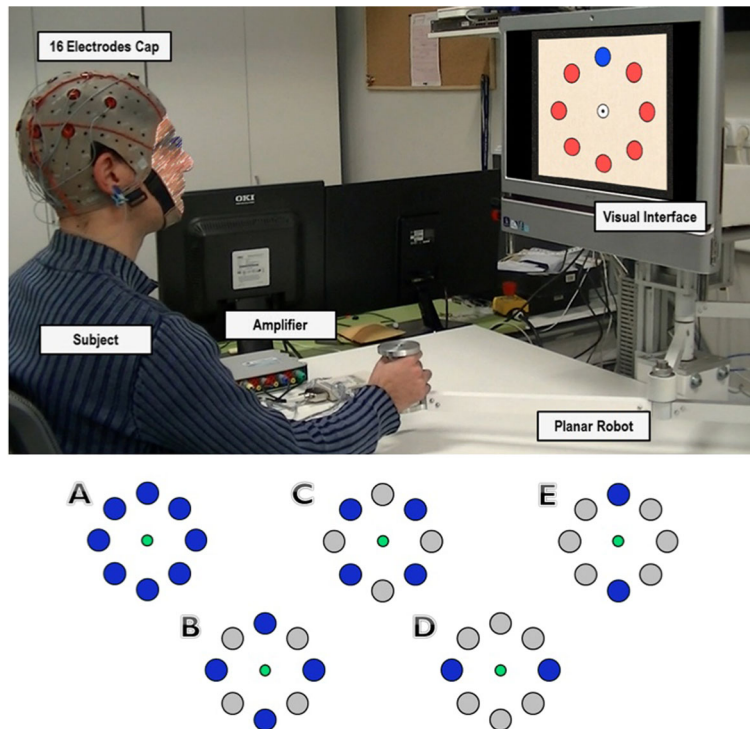 16 Electrodes Cap
OKI
Visual Interface
Amplifier
Subject
Planar Robot
A
C
E
B
D